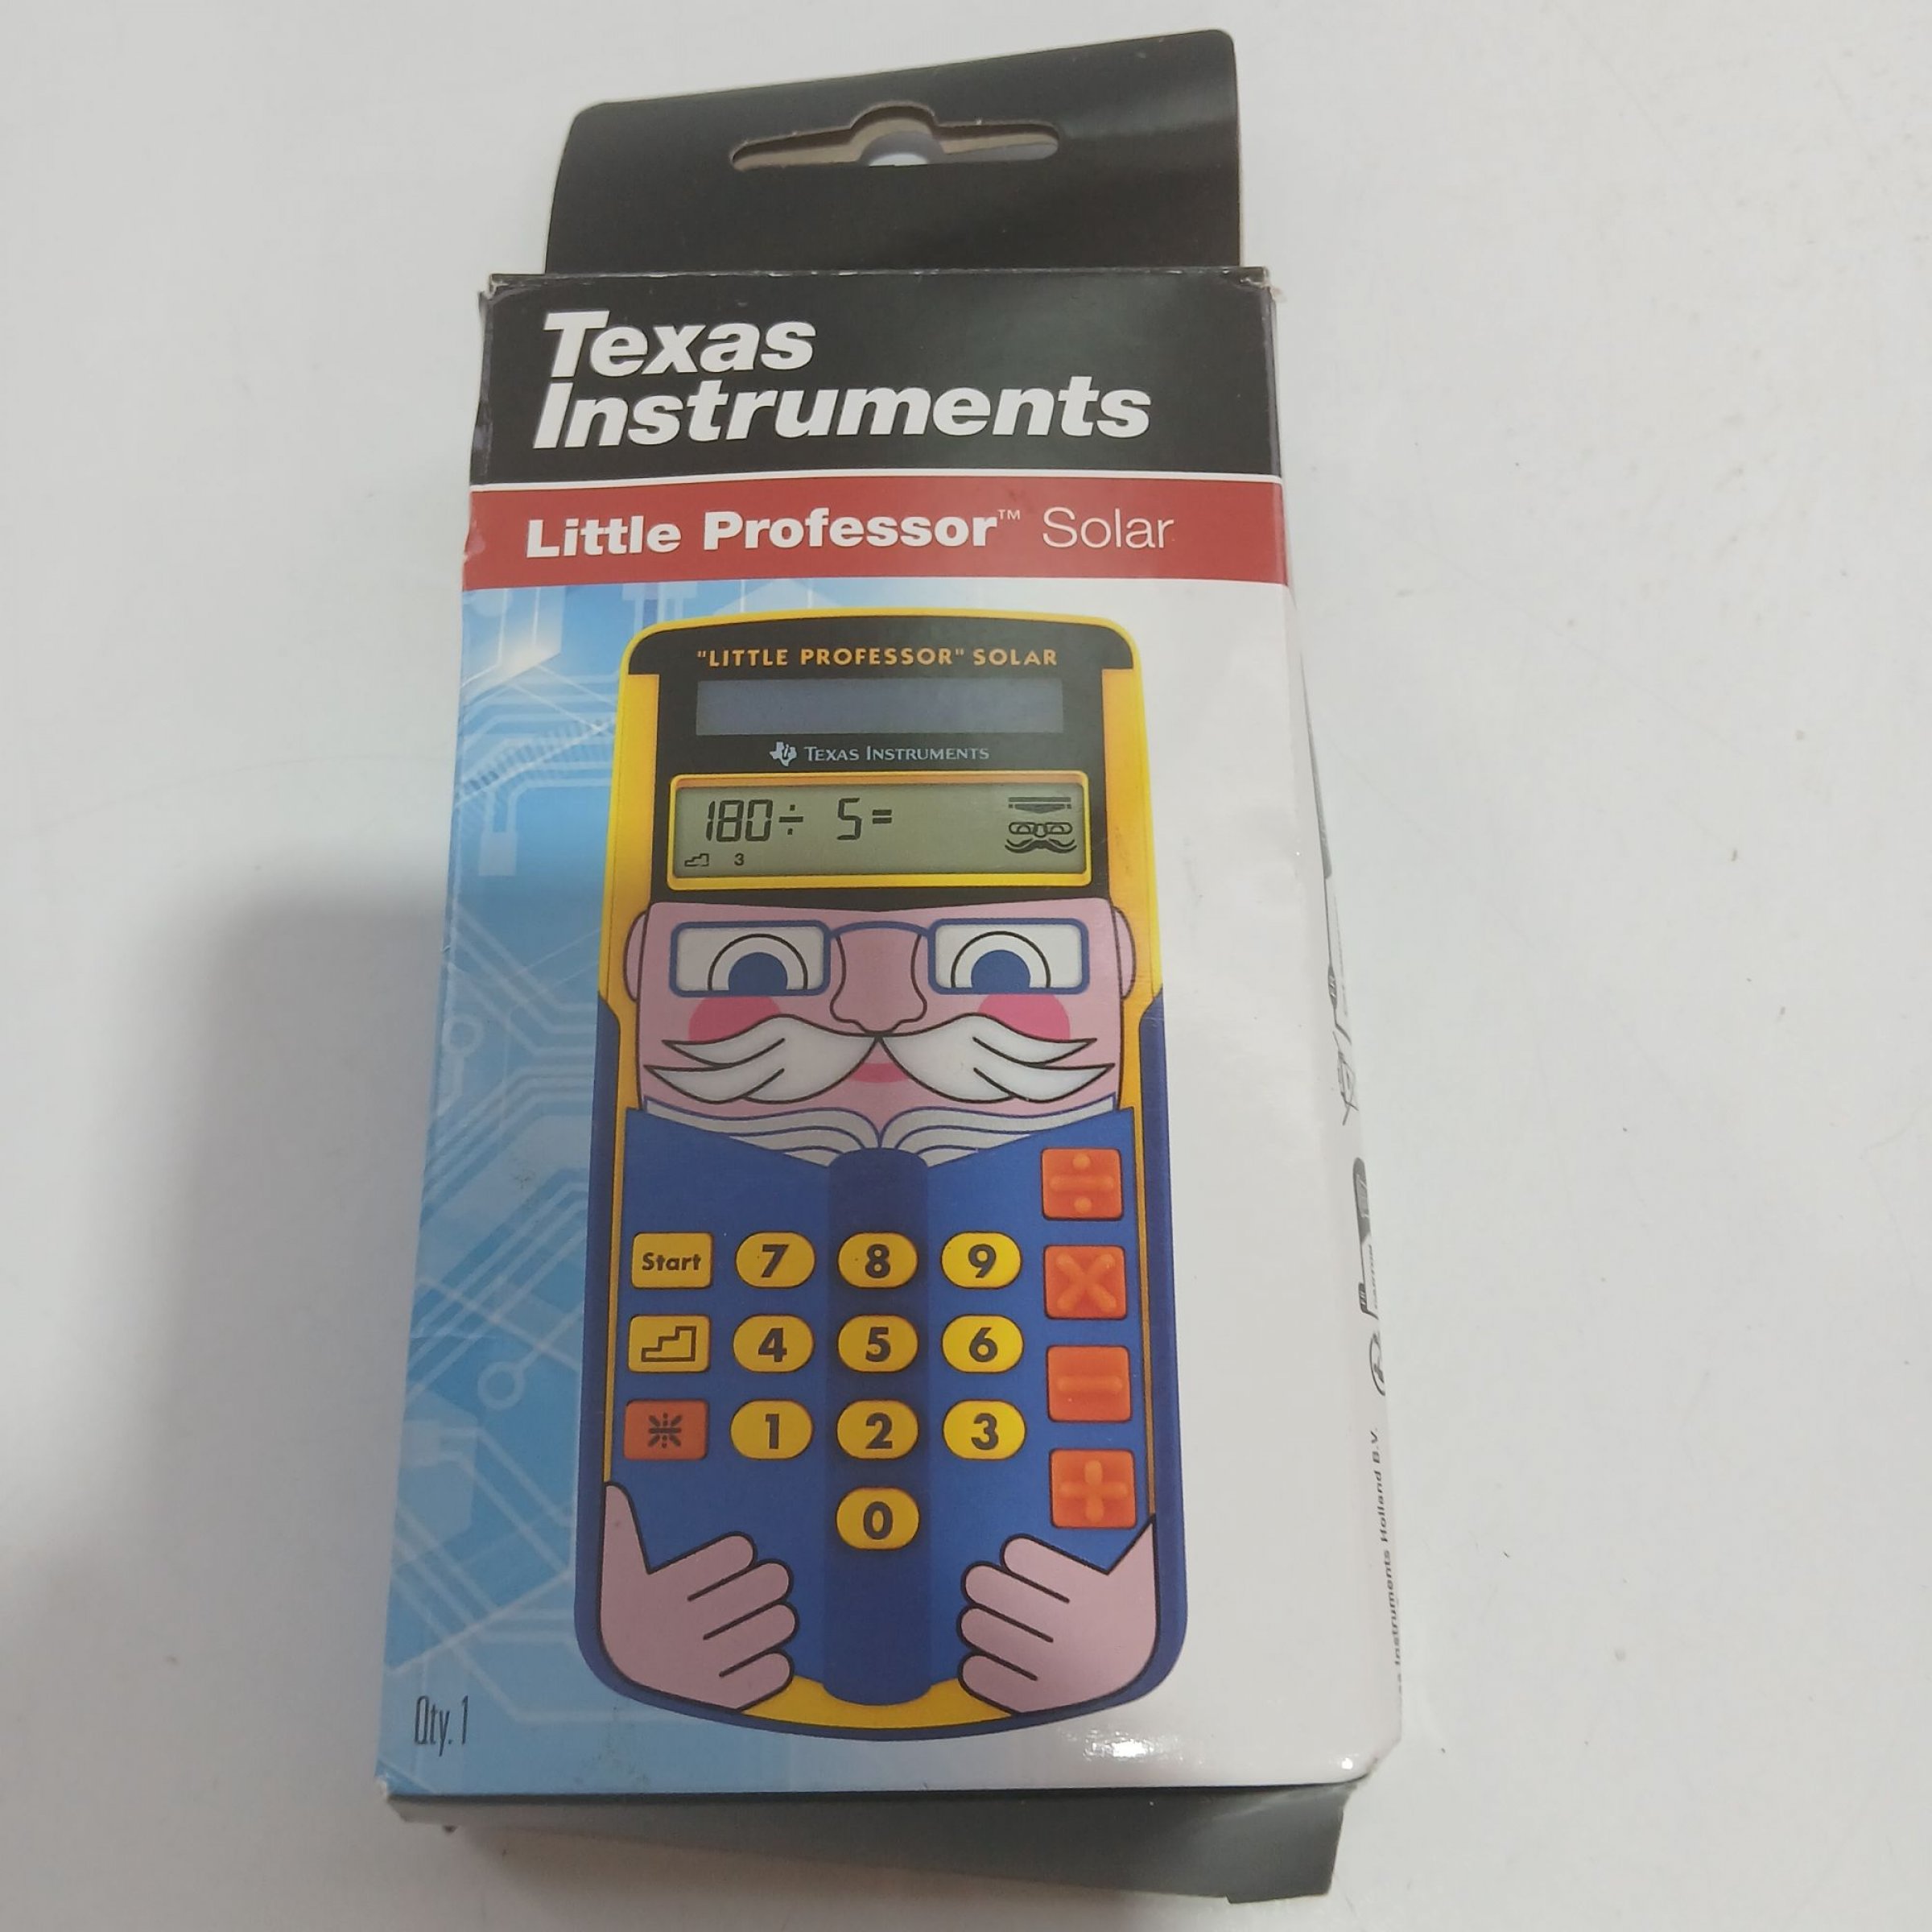 Texas
Instruments
Little Professor™ Solar
"LITTLE PROFESSOR" SOLAR
TEXAS INSTRUMENTS
180÷ 5=
3
÷
Start 7 8 9
×
4 5 6
−
1 2 3
+
0
Qty. 1
Instruments Holland B.V.